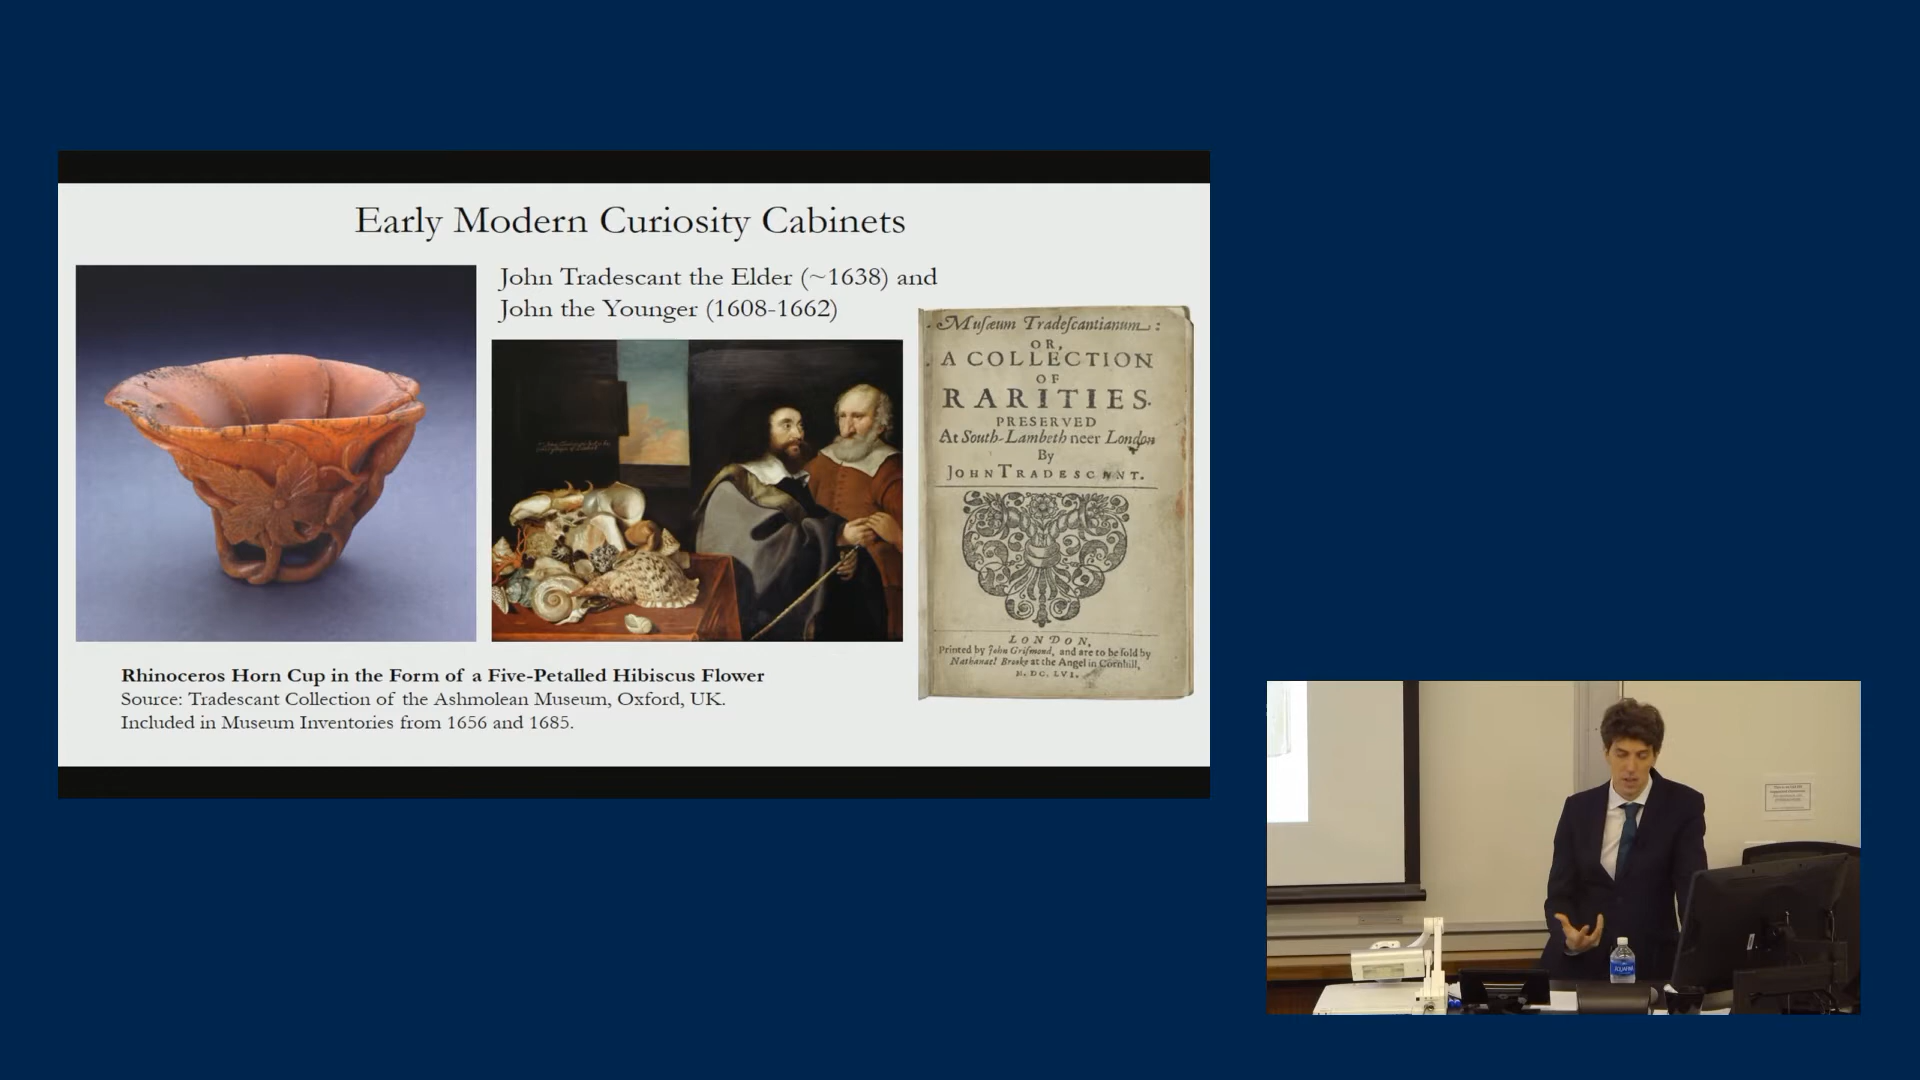 Early Modern Curiosity Cabinets
John Tradescant the Elder (~1638) and
John the Younger (1608-1662)
Musæum Tradescantianum:
OR,
A COLLECTION
OF
RARITIES.
PRESERVED
At South-Lambeth neer London
By
JOHN TRADESCANT.
LONDON,
Printed by John Grismond, and are to be sold by
Nathanael Brooke at the Angel in Cornhill,
M. DC. LVI.
Rhinoceros Horn Cup in the Form of a Five-Petalled Hibiscus Flower
Source: Tradescant Collection of the Ashmolean Museum, Oxford, UK.
Included in Museum Inventories from 1656 and 1685.